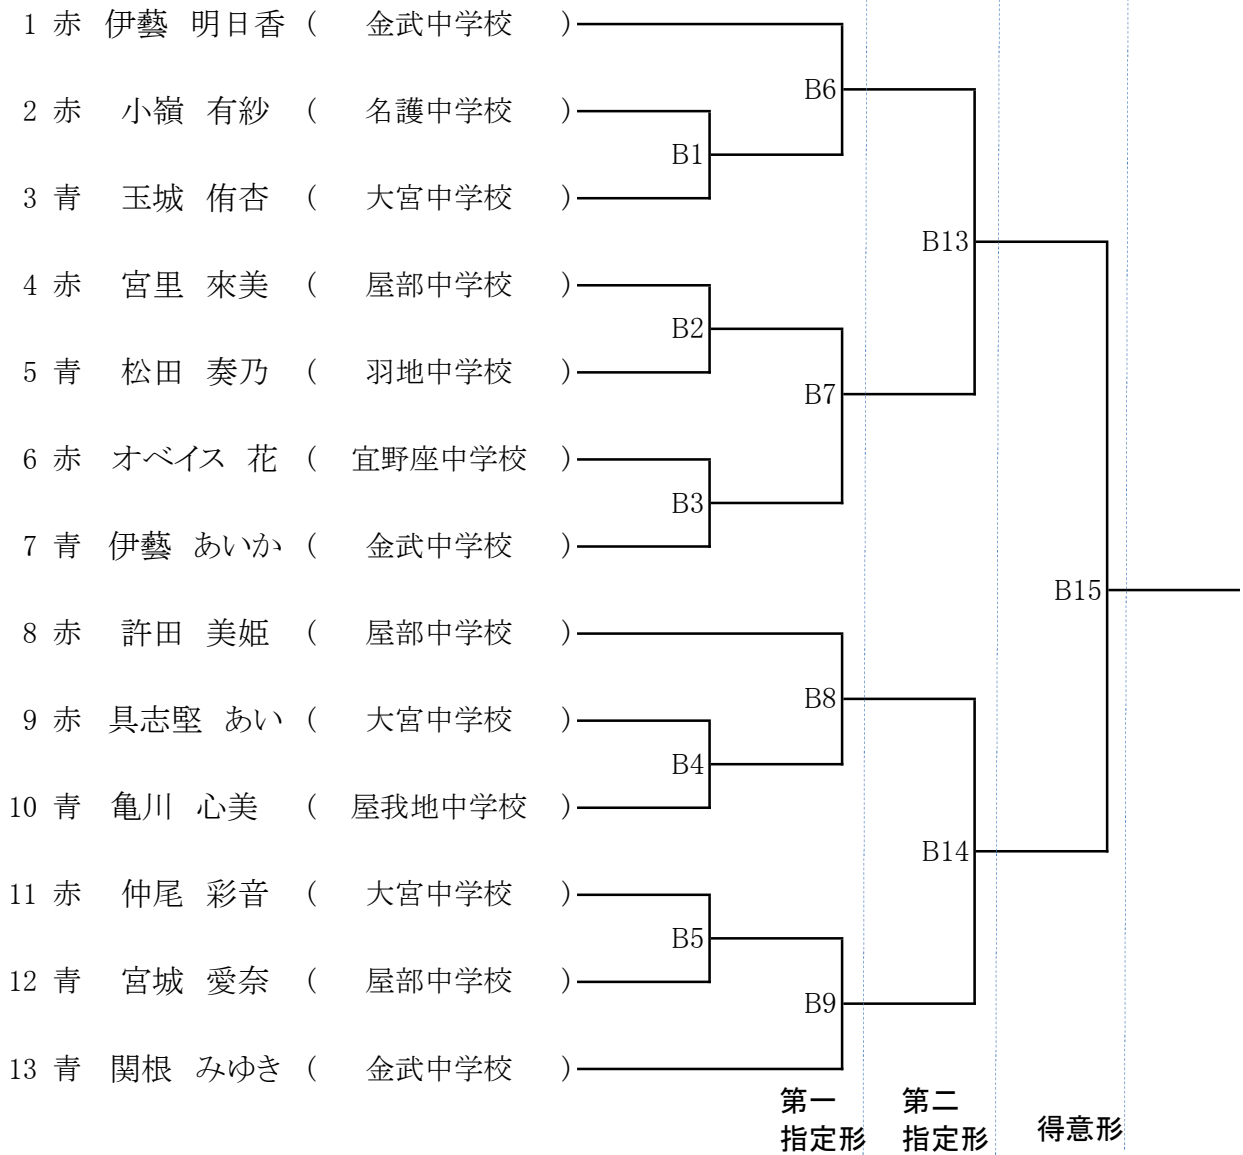 1 赤 伊藝 明日香 ( 金武中学校 )
B6
2 赤 小嶺 有紗 ( 名護中学校 )
B1
3 青 玉城 侑杏 ( 大宮中学校 )
B13
4 赤 宮里 來美 ( 屋部中学校 )
B2
5 青 松田 奏乃 ( 羽地中学校 )
B7
6 赤 オベイス 花 ( 宜野座中学校 )
B3
7 青 伊藝 あいか ( 金武中学校 )
B15
8 赤 許田 美姫 ( 屋部中学校 )
B8
9 赤 具志堅 あい ( 大宮中学校 )
B4
10 青 亀川 心美 ( 屋我地中学校 )
B14
11 赤 仲尾 彩音 ( 大宮中学校 )
B5
12 青 宮城 愛奈 ( 屋部中学校 )
B9
13 青 関根 みゆき ( 金武中学校 )
第一
指定形
第二
指定形
得意形